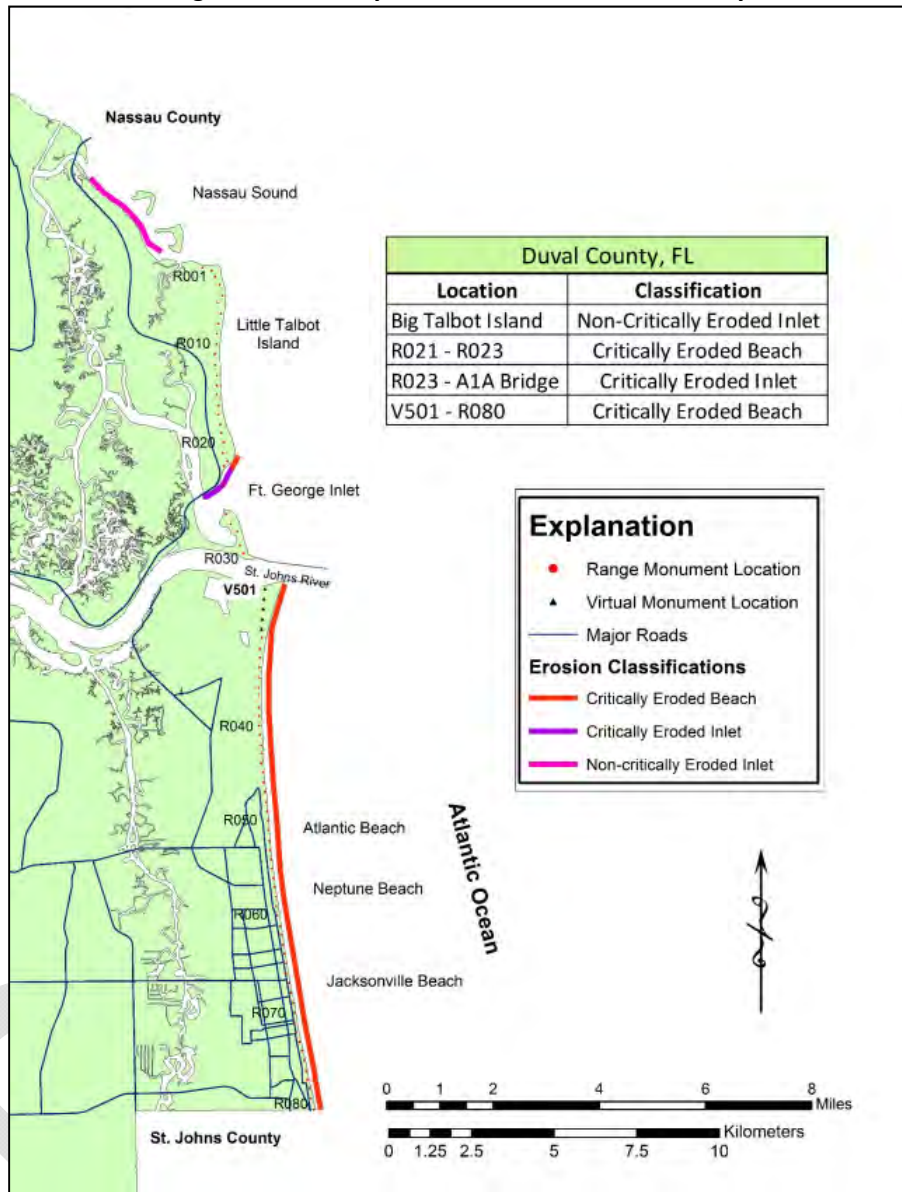 Nassau County
Nassau Sound
R001
Little Talbot
Island
R010
R020
Ft. George Inlet
R030
St. Johns River
V501
R040
R050
Atlantic Beach
Neptune Beach
R060
Jacksonville Beach
R070
R080
St. Johns County
Atlantic Ocean
Duval County, FL
Location Classification
Big Talbot Island Non-Critically Eroded Inlet
R021 - R023 Critically Eroded Beach
R023 - A1A Bridge Critically Eroded Inlet
V501 - R080 Critically Eroded Beach
Explanation
Range Monument Location
Virtual Monument Location
Major Roads
Erosion Classifications
Critically Eroded Beach
Critically Eroded Inlet
Non-critically Eroded Inlet
0 1 2 4 6 8
Miles
Kilometers
0 1.25 2.5 5 7.5 10